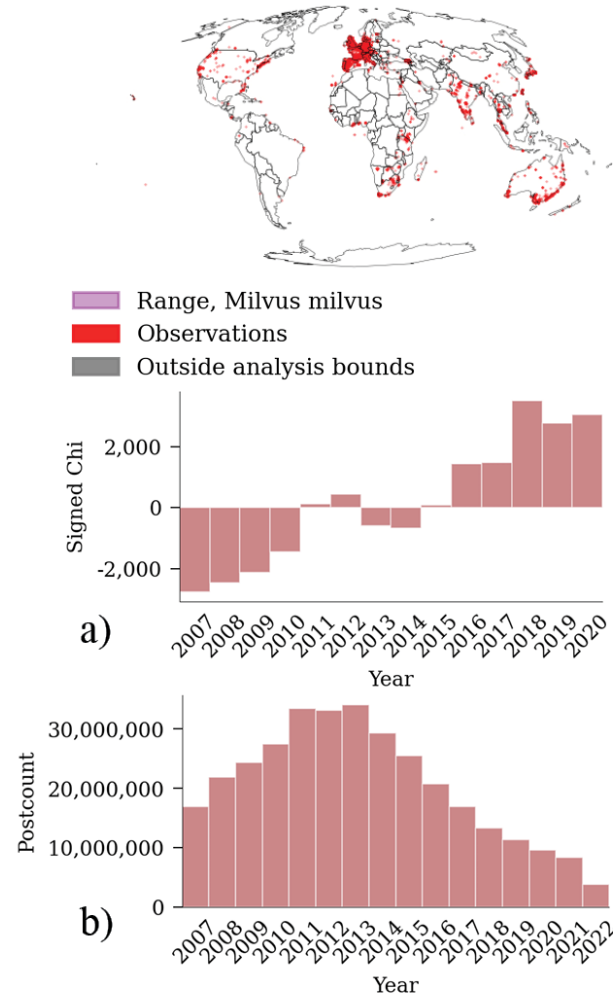 Range, Milvus milvus
Observations
Outside analysis bounds
Signed Chi
2,000
0
-2,000
a)
2007 2008 2009 2010 2011 2012 2013 2014 2015 2016 2017 2018 2019 2020
Year
Postcount
30,000,000
20,000,000
10,000,000
0
b)
2007 2008 2009 2010 2011 2012 2013 2014 2015 2016 2017 2018 2019 2020 2021 2022
Year